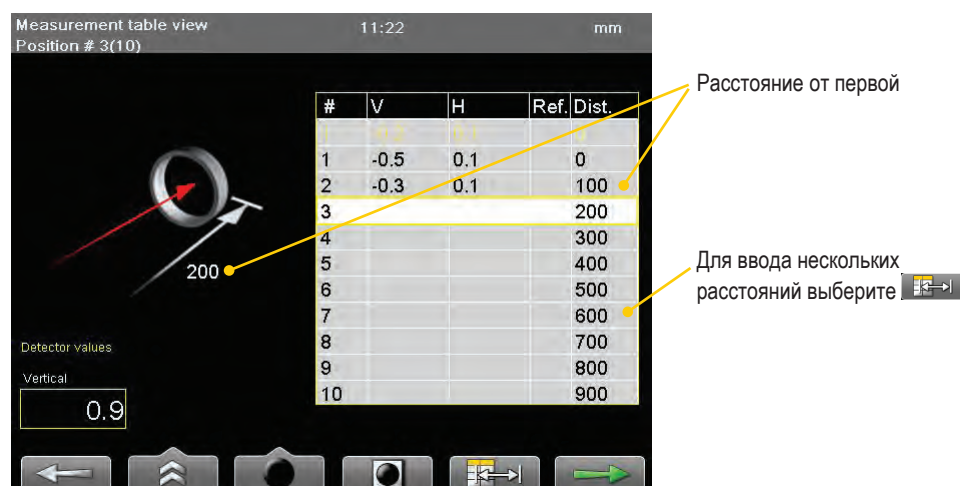 Measurement table view 11:22 mm
Position # 3(10)
Расстояние от первой
# V H Ref. Dist.
1 -0.5 0.1 0
2 -0.3 0.1 100
3 200
4 300
5 400
6 500
7 600
8 700
9 800
10 900
200
Для ввода нескольких
расстояний выберите
Detector values
Vertical
0.9